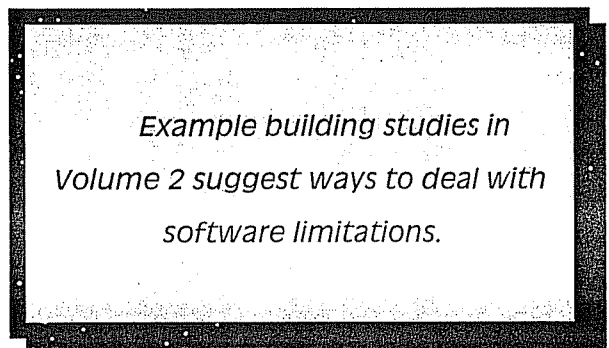 Example building studies in
Volume 2 suggest ways to deal with
software limitations.